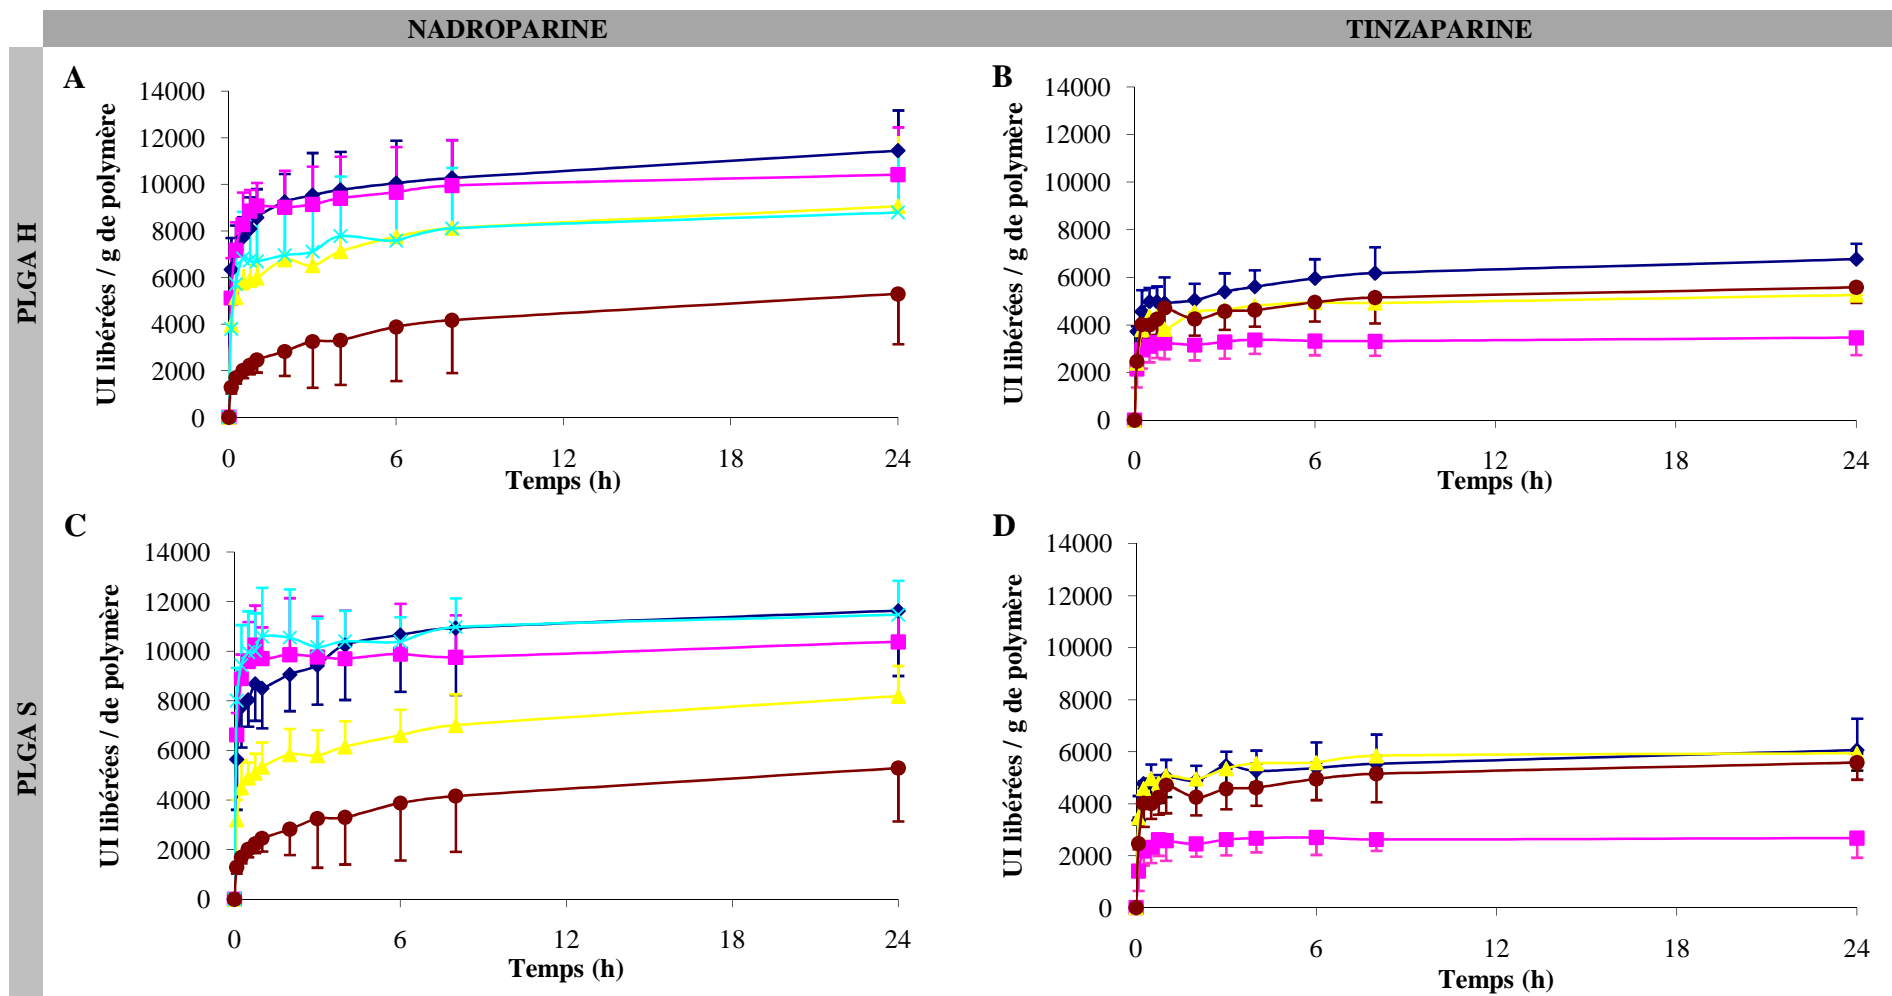 NADROPARINE
TINZAPARINE
PLGA H
PLGA S
A
UI libérées / g de polymère
14000
12000
10000
8000
6000
4000
2000
0
0 6 12 18 24
Temps (h)
B
UI libérées / g de polymère
14000
12000
10000
8000
6000
4000
2000
0
0 6 12 18 24
Temps (h)
C
UI libérées / de polymère
14000
12000
10000
8000
6000
4000
2000
0
0 6 12 18 24
Temps (h)
D
UI libérées / g de polymère
14000
12000
10000
8000
6000
4000
2000
0
0 6 12 18 24
Temps (h)